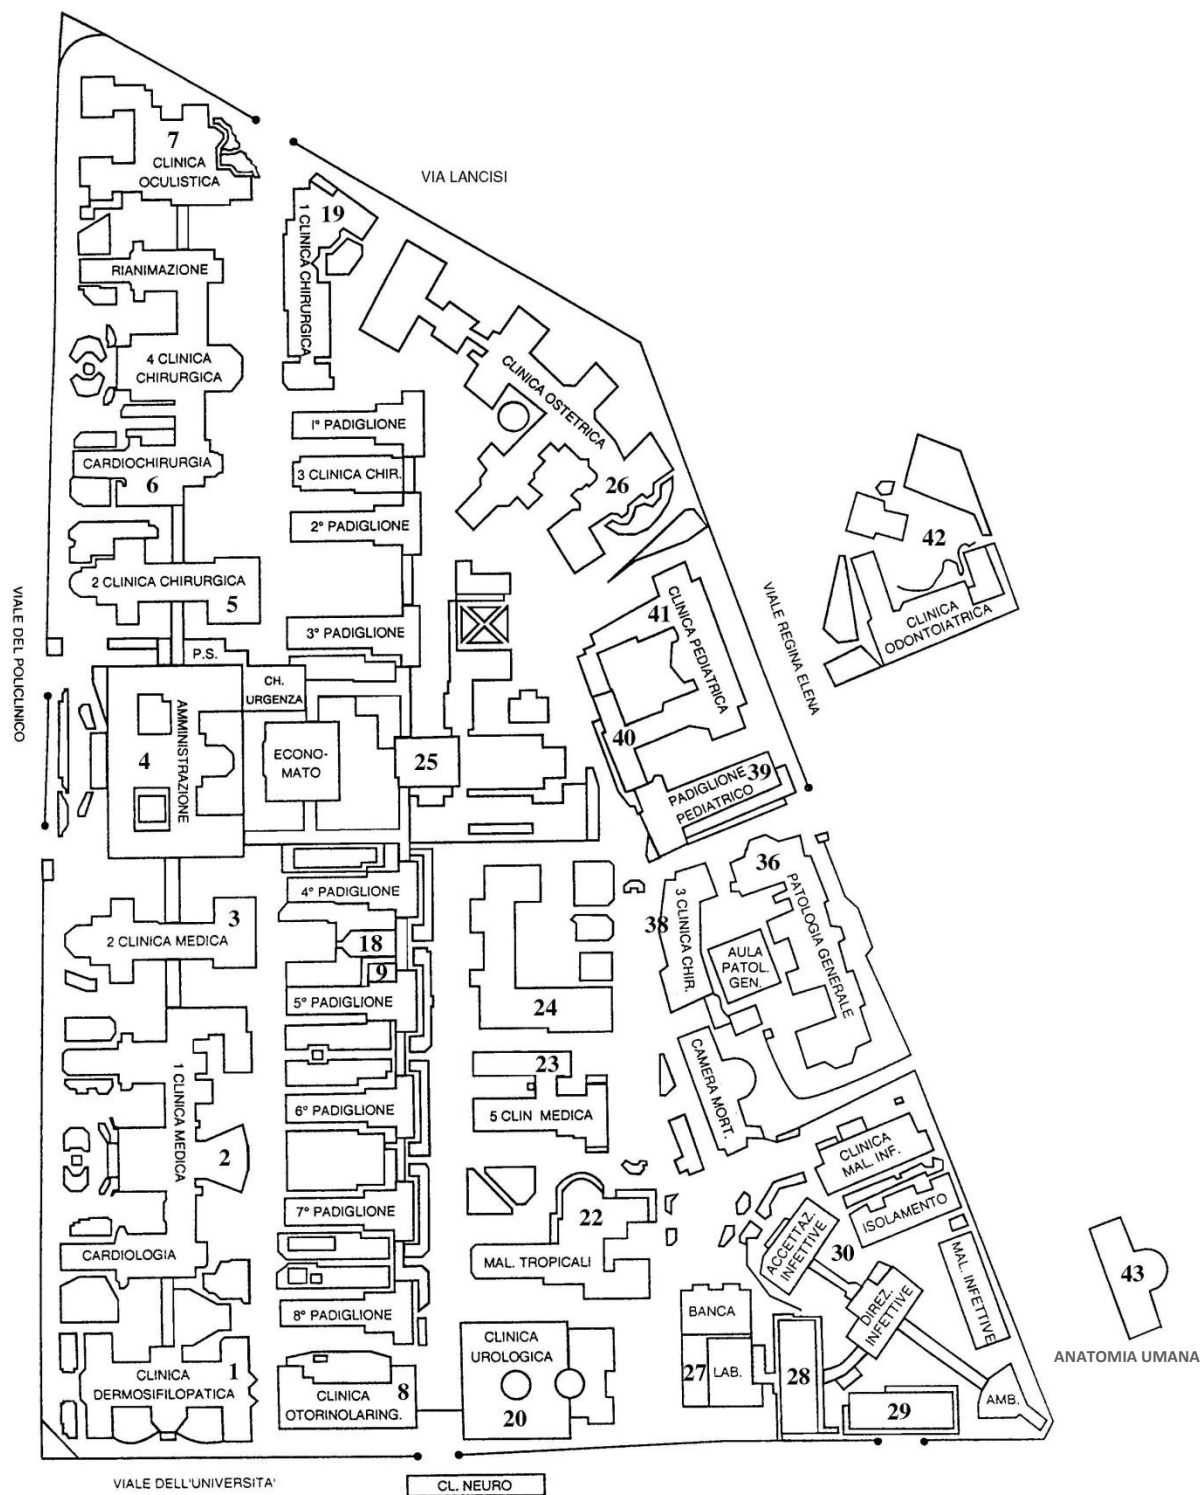 7
CLINICA
OCULISTICA
VIA LANCISI
19
1 CLINICA CHIRURGICA
RIANIMAZIONE
4 CLINICA
CHIRURGICA
CLINICA OSTETRICA
26
I° PADIGLIONE
CARDIOCHIRURGIA
6
3 CLINICA CHIR.
2° PADIGLIONE
42
CLINICA
ODONTOIATRICA
2 CLINICA CHIRURGICA
5
VIALE DEL POLICLINICO
VIALE REGINA ELENA
41
CLINICA PEDIATRICA
3° PADIGLIONE
P.S.
CH.
URGENZA
AMMINISTRAZIONE
4
ECONO-
MATO
25
40
39
PADIGLIONE
PEDIATRICO
36
PATOLOGIA GENERALE
4° PADIGLIONE
3
2 CLINICA MEDICA
18
9
38
3 CLINICA CHIR.
AULA
PATOL.
GEN.
5° PADIGLIONE
24
23
5 CLIN MEDICA
CAMERA MORT.
1 CLINICA MEDICA
6° PADIGLIONE
2
CLINICA
MAL. INF.
ISOLAMENTO
7° PADIGLIONE
22
MAL. TROPICALI
ACCETTAZ.
INFETTIVE
30
CARDIOLOGIA
MAL. INFETTIVE
43
DIREZ.
INFETTIVE
8° PADIGLIONE
BANCA
ANATOMIA UMANA
CLINICA
UROLOGICA
20
1
CLINICA
DERMOSIFILOPATICA
8
CLINICA
OTORINOLARING.
27
LAB.
28
29
AMB.
VIALE DELL'UNIVERSITA'
CL. NEURO